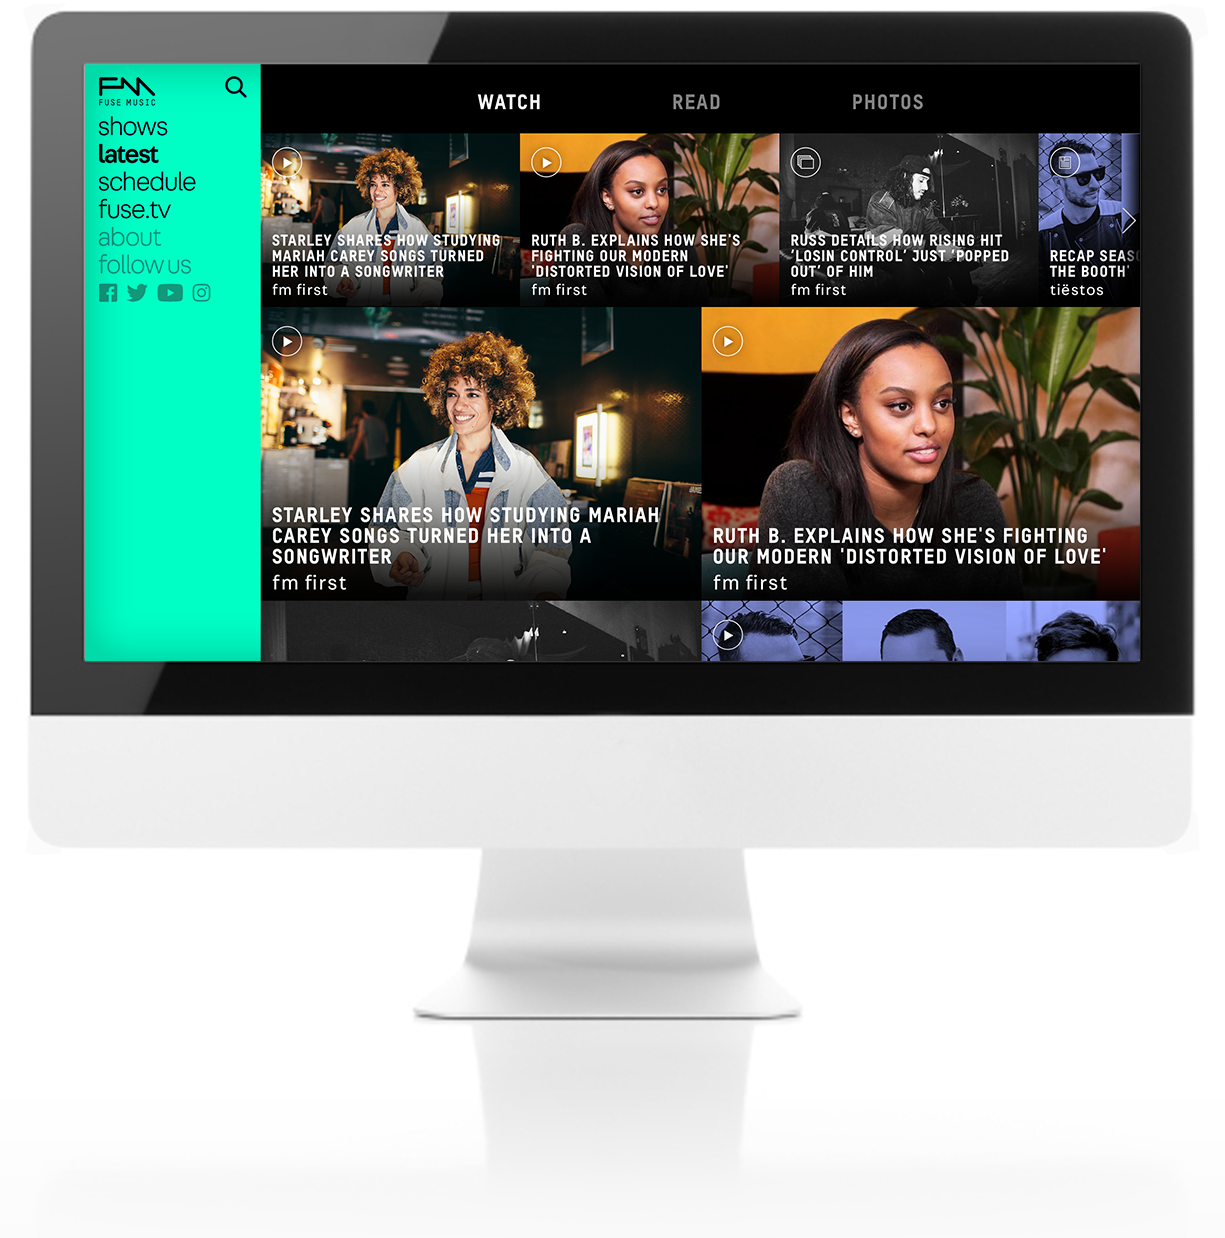 FM
FUSE MUSIC
shows
latest
schedule
fuse.tv
about
follow us
WATCH
READ
PHOTOS
STARLEY SHARES HOW STUDYING
MARIAH CAREY SONGS TURNED
HER INTO A SONGWRITER
fm first
RUTH B. EXPLAINS HOW SHE'S
FIGHTING OUR MODERN
'DISTORTED VISION OF LOVE'
fm first
RUSS DETAILS HOW RISING HIT
'LOSIN CONTROL' JUST 'POPPED
OUT' OF HIM
fm first
RECAP SEASO
THE BOOTH'
tiëstos
STARLEY SHARES HOW STUDYING MARIAH
CAREY SONGS TURNED HER INTO A
SONGWRITER
fm first
RUTH B. EXPLAINS HOW SHE'S FIGHTING
OUR MODERN 'DISTORTED VISION OF LOVE'
fm first